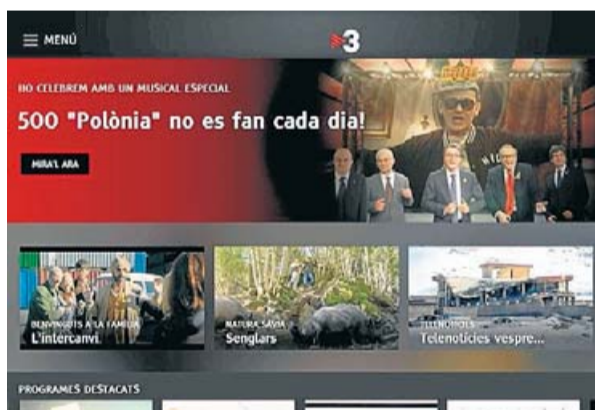 MENÚ
3
HO CELEBREM AMB UN MUSICAL ESPECIAL
500 "Polònia" no es fan cada dia!
MIRA'L ARA
BENVINGUTS A LA FAMÍLIA
L'intercanvi
NATURA SÀVIA
Senglars
TELENOTÍCIES
Telenotícies vespre...
PROGRAMES DESTACATS